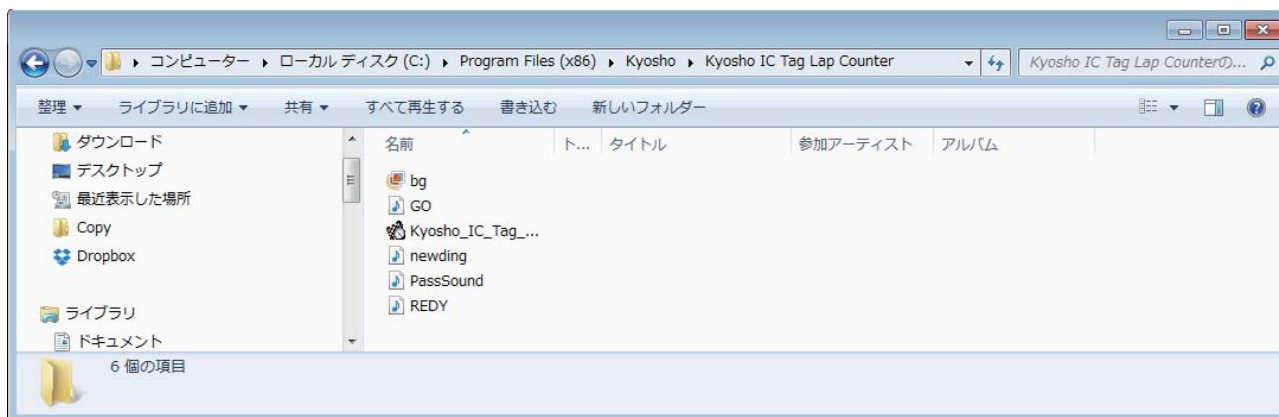 コンピューター ▸ ローカル ディスク (C:) ▸ Program Files (x86) ▸ Kyosho ▸ Kyosho IC Tag Lap Counter
Kyosho IC Tag Lap Counterの...
整理 ライブラリに追加 共有 すべて再生する 書き込む 新しいフォルダー
ダウンロード
デスクトップ
最近表示した場所
Copy
Dropbox
ライブラリ
ドキュメント
名前 ト... タイトル 参加アーティスト アルバム
bg
GO
Kyosho_IC_Tag_...
newding
PassSound
REDY
6 個の項目